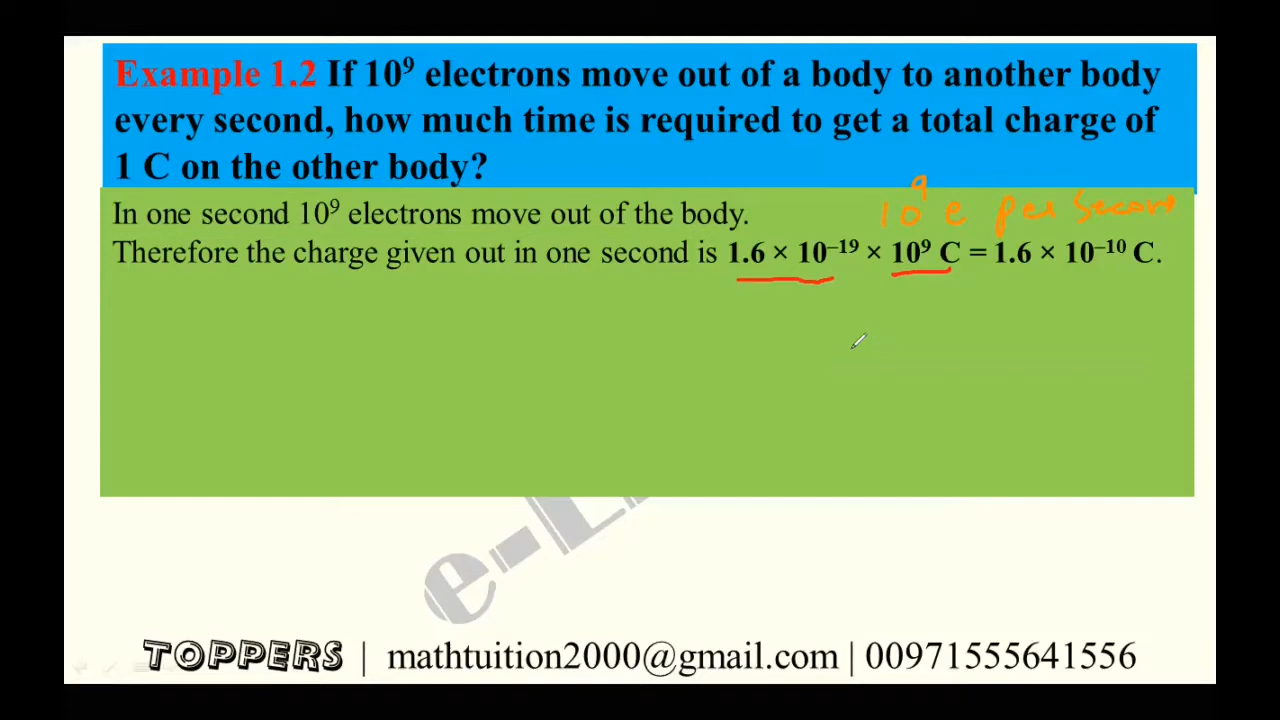 Example 1.2 If 10⁹ electrons move out of a body to another body
every second, how much time is required to get a total charge of
1 C on the other body?
In one second 10⁹ electrons move out of the body.
10⁹ e per second
Therefore the charge given out in one second is 1.6 × 10⁻¹⁹ × 10⁹ C = 1.6 × 10⁻¹⁰ C.
e-L
TOPPERS | mathtuition2000@gmail.com | 00971555641556